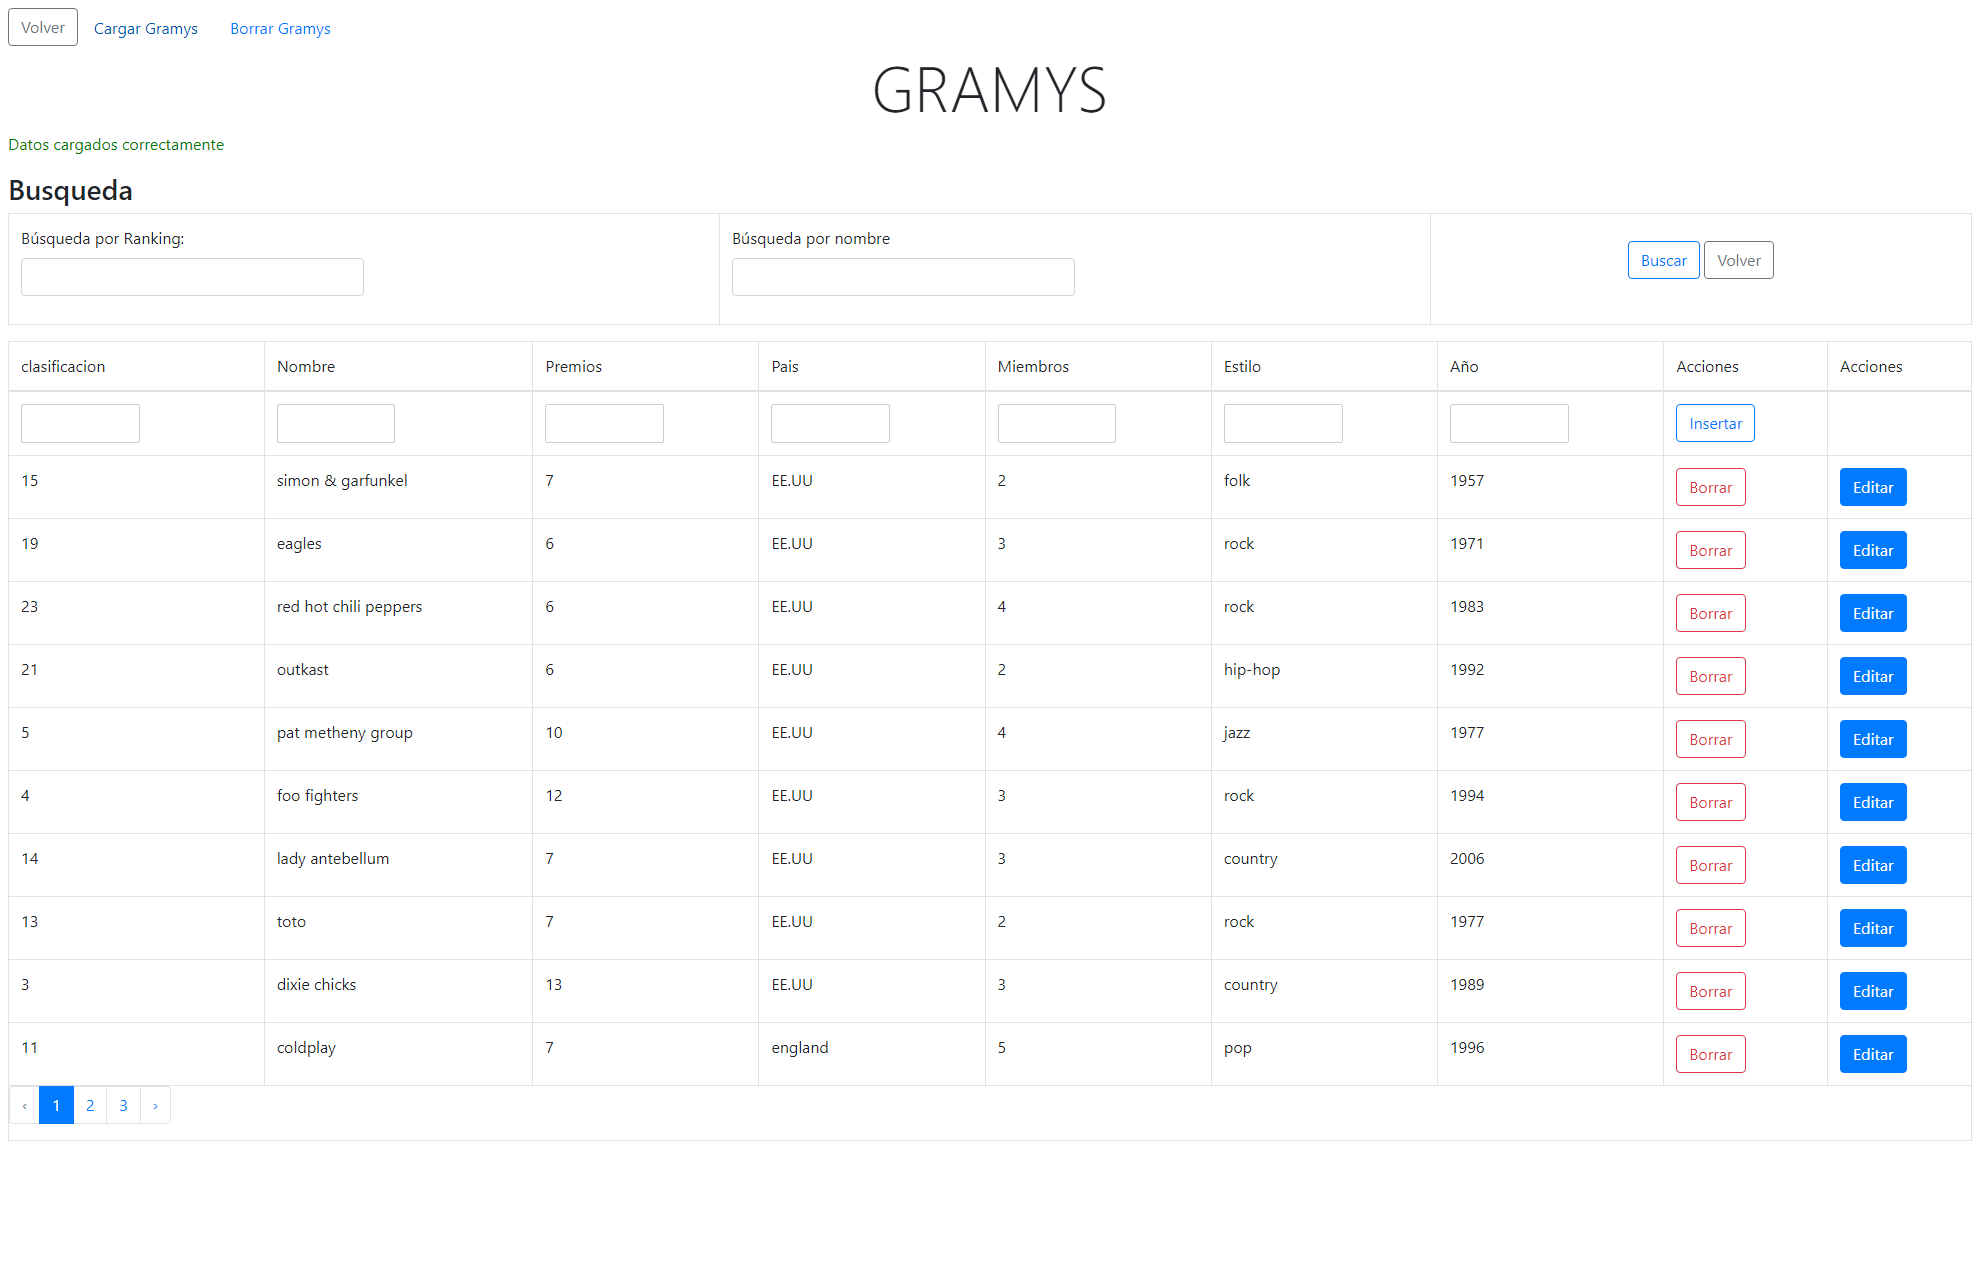 Volver Cargar Gramys Borrar Gramys
GRAMYS
Datos cargados correctamente
Busqueda
Búsqueda por Ranking: Búsqueda por nombre
Buscar Volver
clasificacion Nombre Premios Pais Miembros Estilo Año Acciones Acciones
Insertar
15 simon & garfunkel 7 EE.UU 2 folk 1957 Borrar Editar
19 eagles 6 EE.UU 3 rock 1971 Borrar Editar
23 red hot chili peppers 6 EE.UU 4 rock 1983 Borrar Editar
21 outkast 6 EE.UU 2 hip-hop 1992 Borrar Editar
5 pat metheny group 10 EE.UU 4 jazz 1977 Borrar Editar
4 foo fighters 12 EE.UU 3 rock 1994 Borrar Editar
14 lady antebellum 7 EE.UU 3 country 2006 Borrar Editar
13 toto 7 EE.UU 2 rock 1977 Borrar Editar
3 dixie chicks 13 EE.UU 3 country 1989 Borrar Editar
11 coldplay 7 england 5 pop 1996 Borrar Editar
‹ 1 2 3 ›